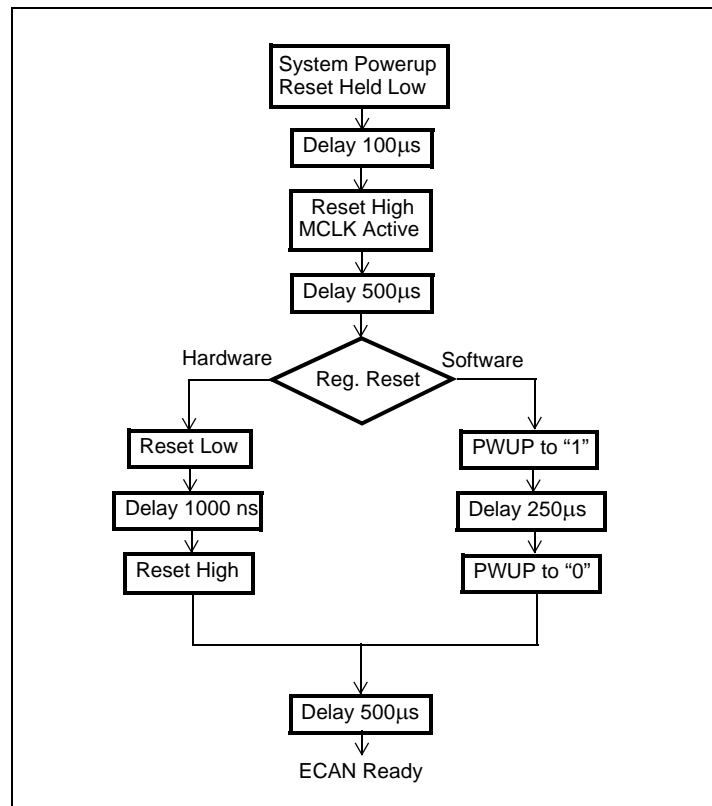 System Powerup
Reset Held Low
Delay 100μs
Reset High
MCLK Active
Delay 500μs
Hardware
Software
Reg. Reset
Reset Low
Delay 1000 ns
Reset High
PWUP to “1”
Delay 250μs
PWUP to “0”
Delay 500μs
ECAN Ready